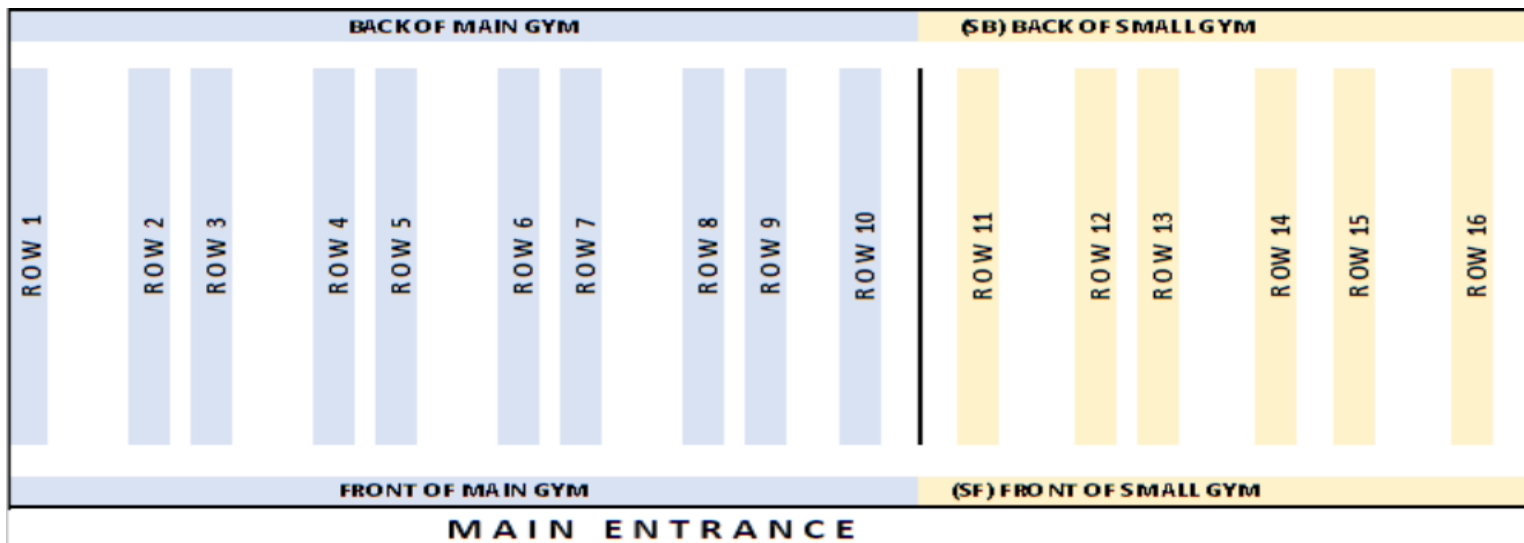 BACK OF MAIN GYM
(SB) BACK OF SMALL GYM
ROW 1
ROW 2
ROW 3
ROW 4
ROW 5
ROW 6
ROW 7
ROW 8
ROW 9
ROW 10
ROW 11
ROW 12
ROW 13
ROW 14
ROW 15
ROW 16
FRONT OF MAIN GYM
(SF) FRONT OF SMALL GYM
MAIN ENTRANCE